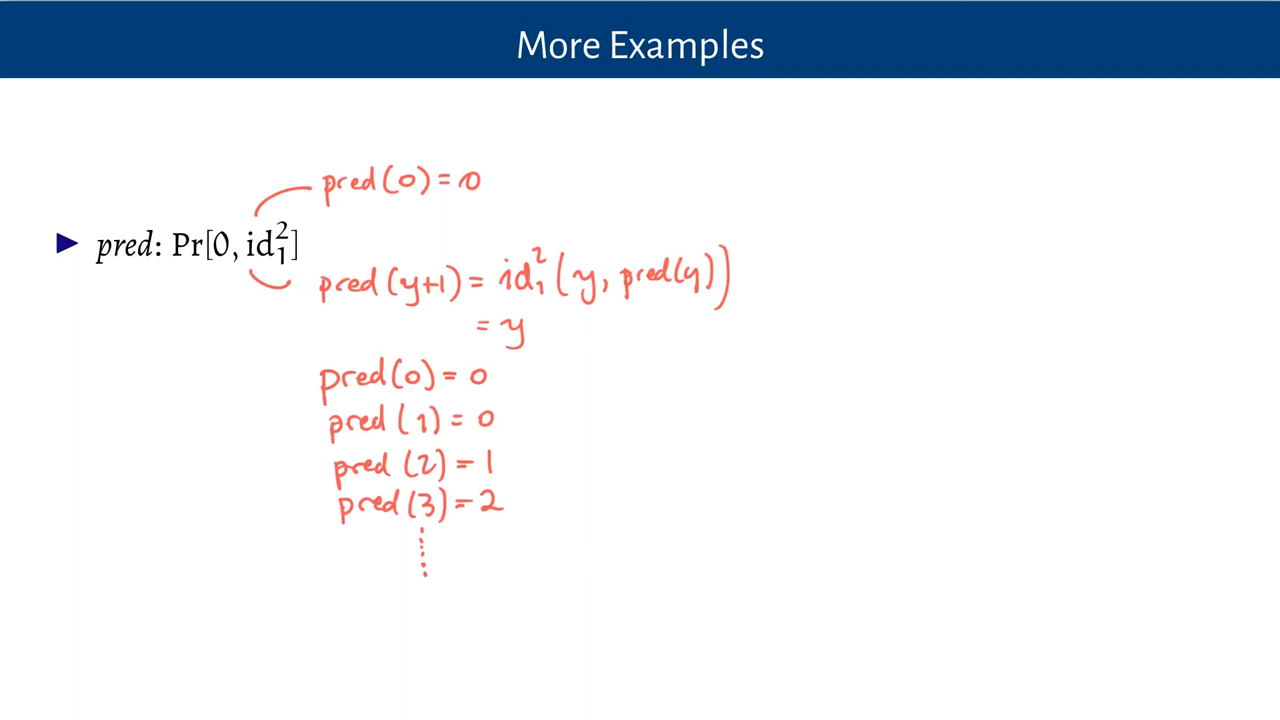 More Examples
pred(0) = 0
▶ pred: Pr[0, id₁²]
pred(y+1) = id₁²(y, pred(y))
= y
pred(0) = 0
pred(1) = 0
pred(2) = 1
pred(3) = 2